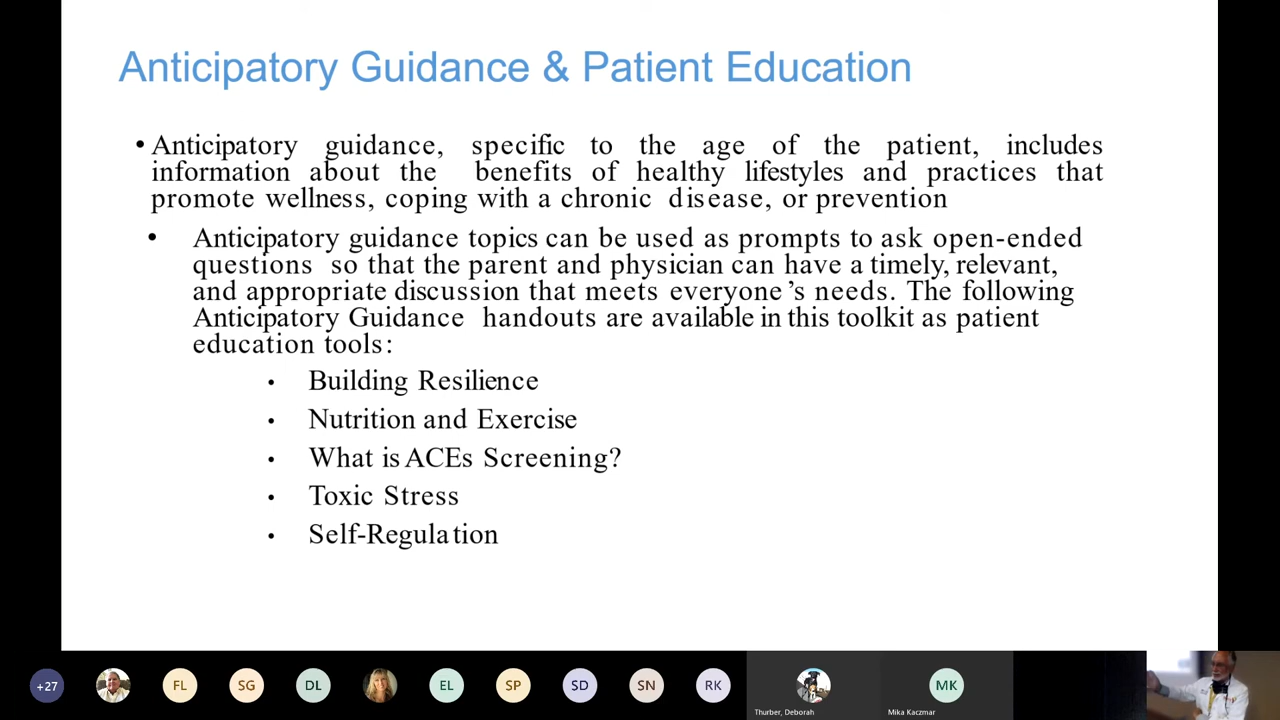 Anticipatory Guidance & Patient Education
• Anticipatory guidance, specific to the age of the patient, includes
information about the benefits of healthy lifestyles and practices that
promote wellness, coping with a chronic disease, or prevention
• Anticipatory guidance topics can be used as prompts to ask open-ended
questions so that the parent and physician can have a timely, relevant,
and appropriate discussion that meets everyone's needs. The following
Anticipatory Guidance handouts are available in this toolkit as patient
education tools:
• Building Resilience
• Nutrition and Exercise
• What is ACEs Screening?
• Toxic Stress
• Self-Regulation
+27 FL SG DL EL SP SD SN RK MK
Thurber, Deborah Mika Kaczmar